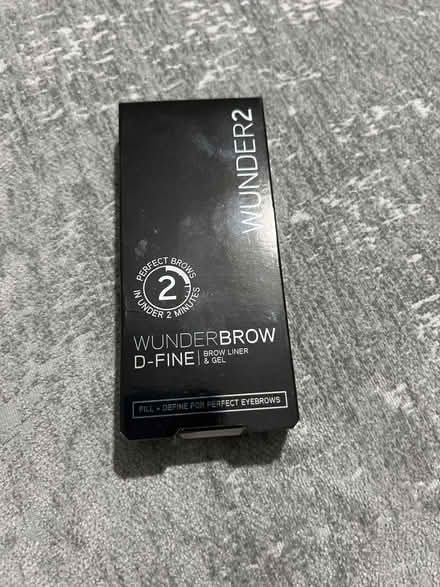 WUNDER2
PERFECT BROWS
2
IN UNDER 2 MINUTES
WUNDERBROW
D-FINE | BROW LINER
& GEL
FILL + DEFINE FOR PERFECT EYEBROWS